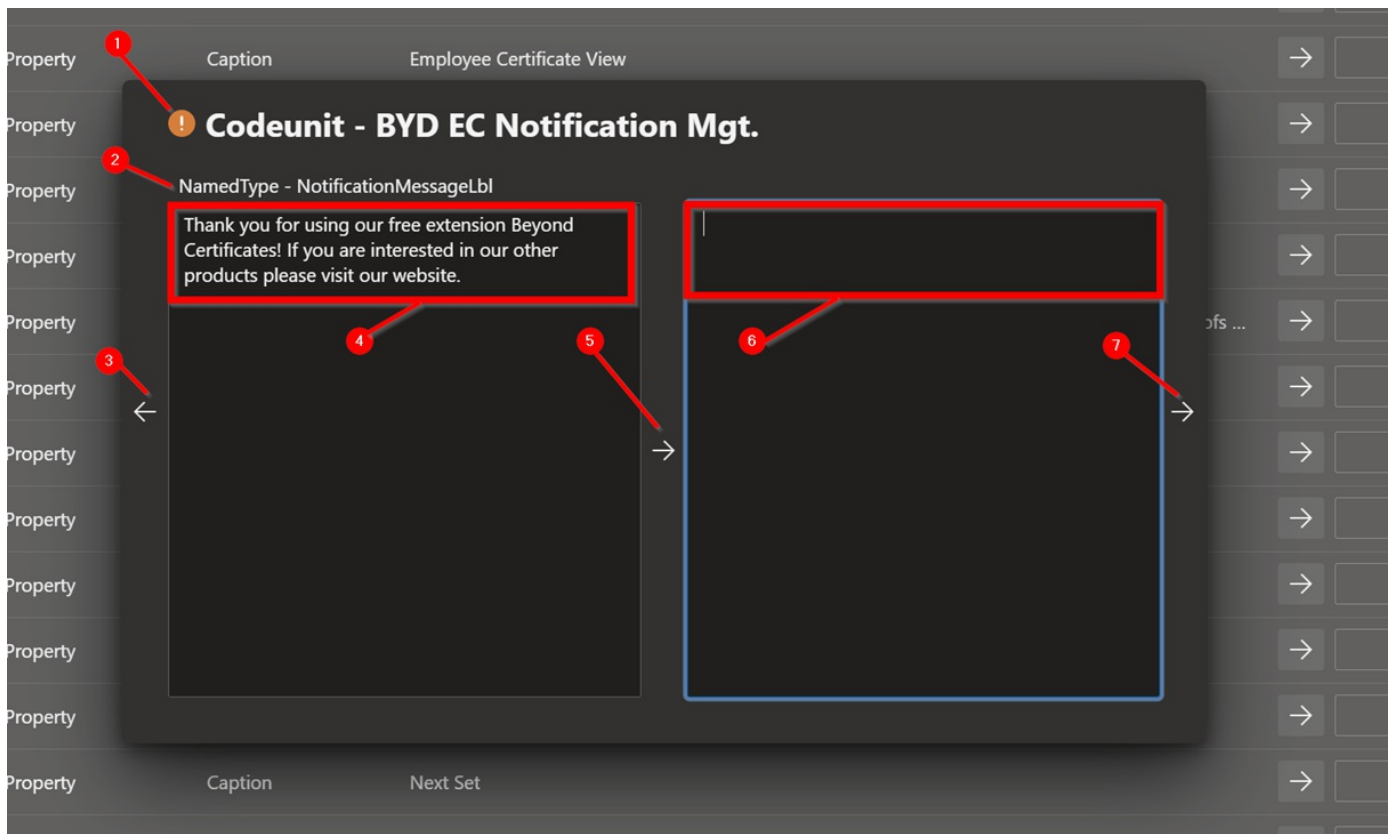 Property Caption Employee Certificate View
1
Property
Codeunit - BYD EC Notification Mgt.
2
Property
NamedType - NotificationMessageLbl
Thank you for using our free extension Beyond
Certificates! If you are interested in our other
products please visit our website.
Property
Property
...
4
5
6
7
3
Property
Property
Property
Property
Property
Property
Property Caption Next Set